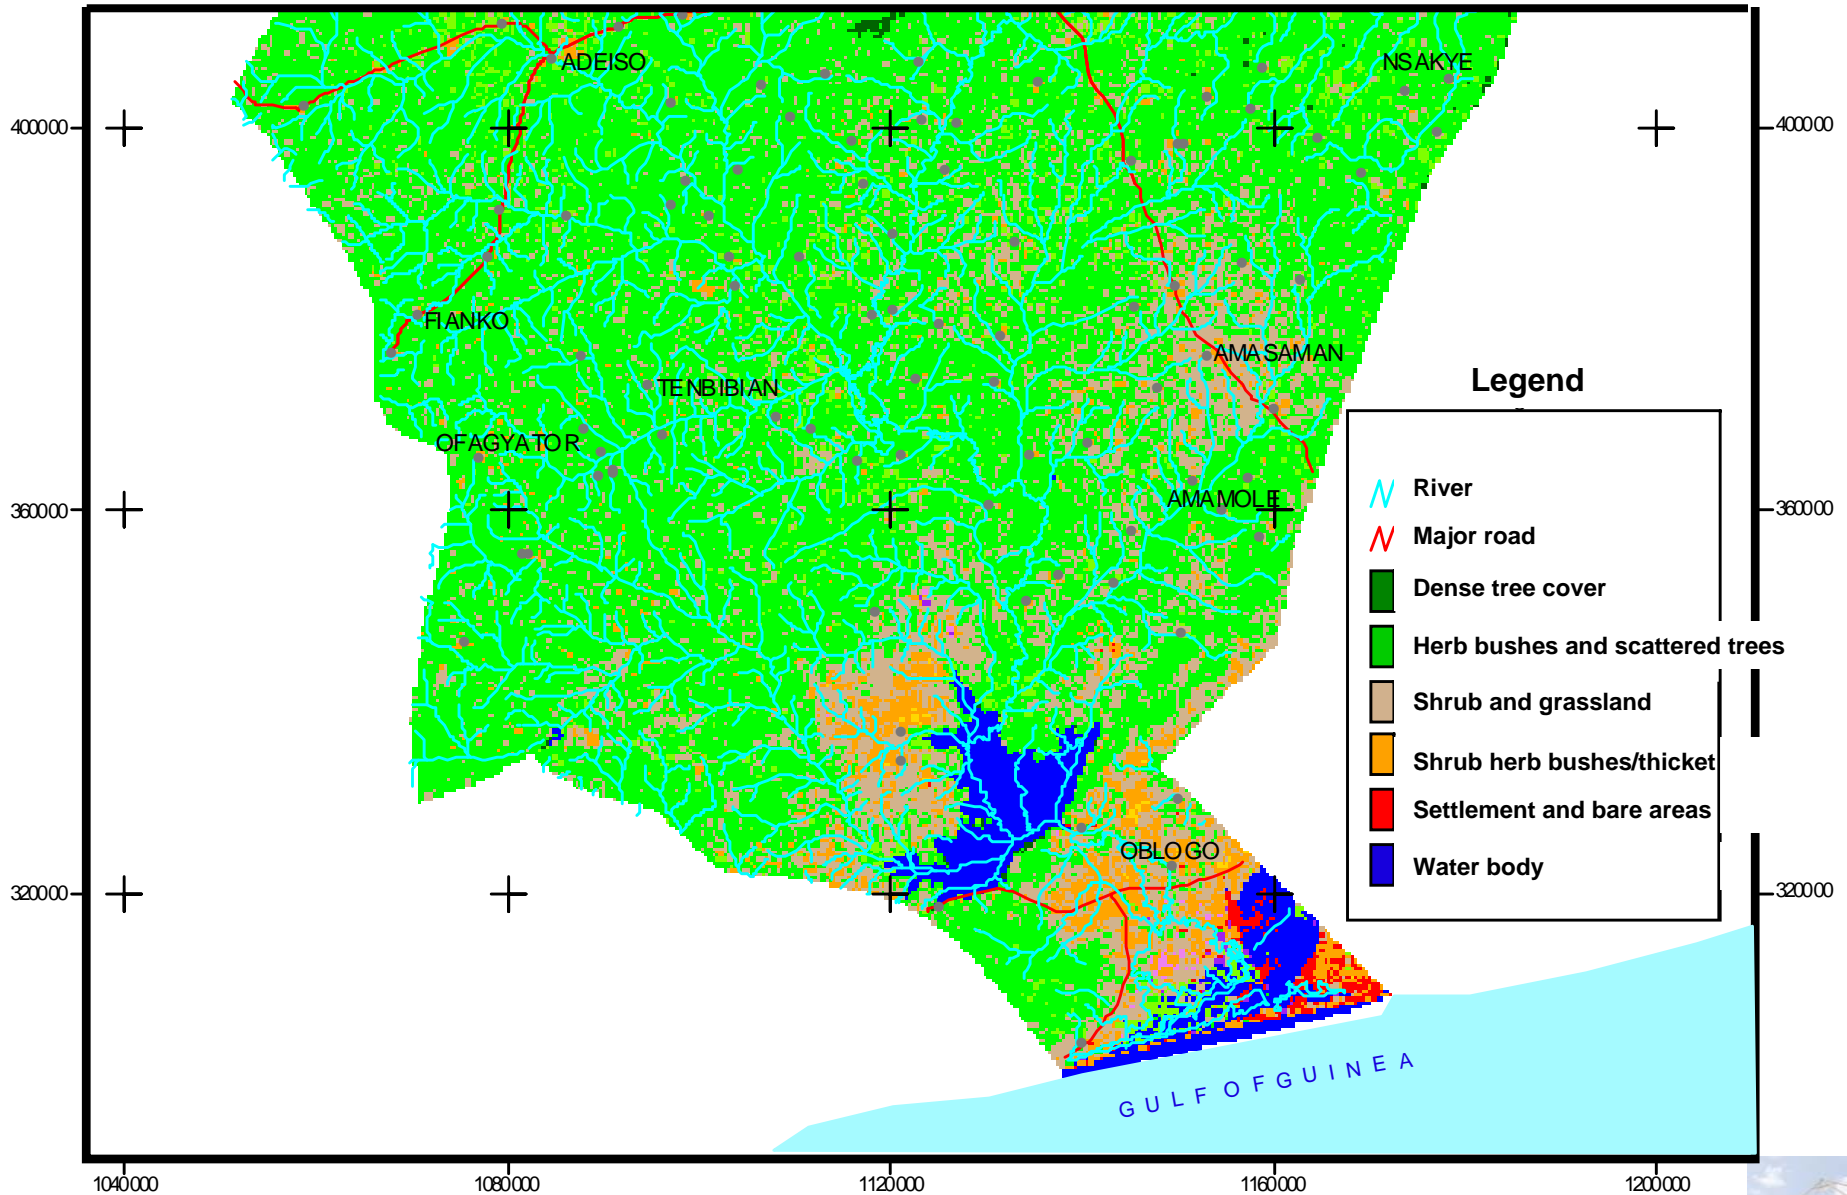 ADEISO
NSAKYE
400000
400000
FIANKO
AMASAMAN
TENBIBIAN
Legend
OFAGYATOR
River
AMAMOLE
360000
360000
Major road
Dense tree cover
Herb bushes and scattered trees
Shrub and grassland
Shrub herb bushes/thicket
Settlement and bare areas
OBLOGO
Water body
320000
320000
GULF OF GUINEA
1040000
1080000
1120000
1160000
1200000